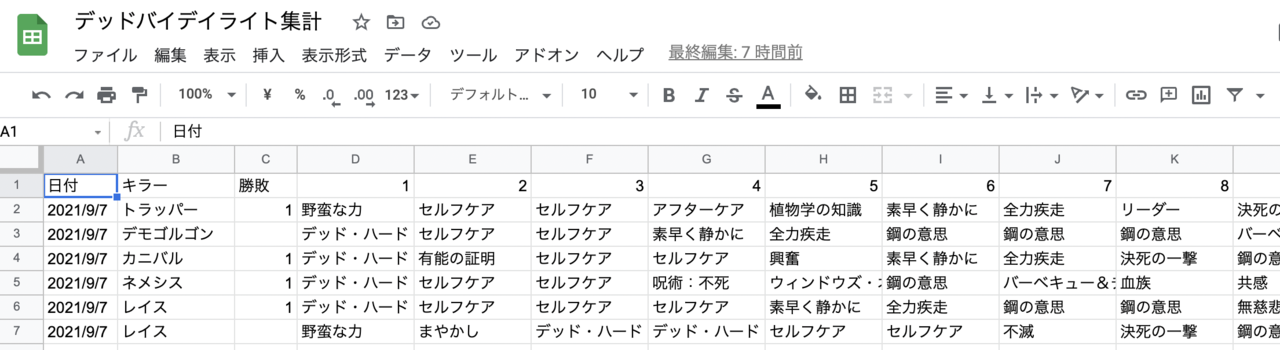 デッドバイデイライト集計
ファイル 編集 表示 挿入 表示形式 データ ツール アドオン ヘルプ 最終編集: 7 時間前
100% ¥ % .0 .00 123 デフォルト... 10 B I S A
A1 fx 日付
A B C D E F G H I J K
1 日付 キラー 勝敗 1 2 3 4 5 6 7 8
2 2021/9/7 トラッパー 1 野蛮な力 セルフケア セルフケア アフターケア 植物学の知識 素早く静かに 全力疾走 リーダー 決死の
3 2021/9/7 デモゴルゴン デッド・ハード セルフケア セルフケア 素早く静かに 全力疾走 鋼の意思 鋼の意思 鋼の意思 バーベ
4 2021/9/7 カニバル 1 デッド・ハード 有能の証明 セルフケア セルフケア 興奮 素早く静かに 全力疾走 決死の一撃 鋼の意
5 2021/9/7 ネメシス 1 デッド・ハード セルフケア セルフケア 呪術：不死 ウィンドウズ・ 鋼の意思 バーベキュー＆ 血族 共感
6 2021/9/7 レイス 1 デッド・ハード セルフケア セルフケア セルフケア 素早く静かに 全力疾走 鋼の意思 鋼の意思 無慈悲
7 2021/9/7 レイス 野蛮な力 まやかし デッド・ハード デッド・ハード セルフケア セルフケア 不滅 決死の一撃 鋼の意